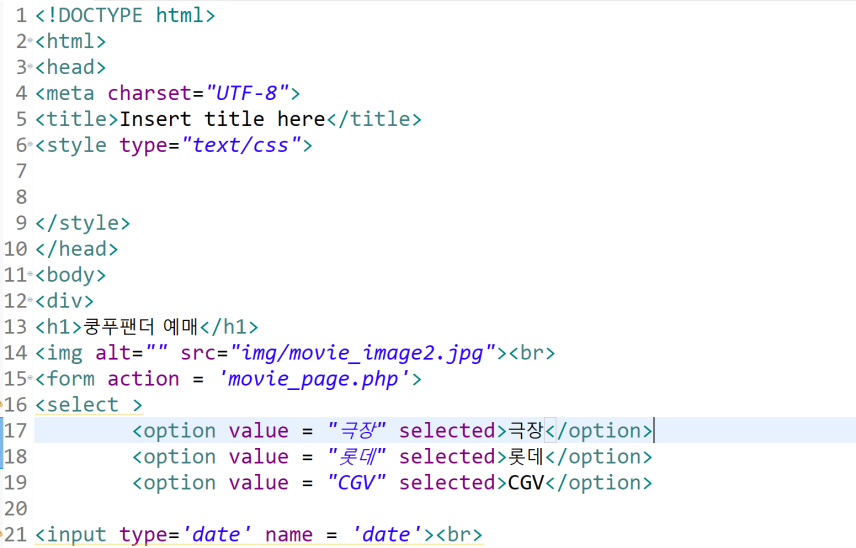 1 <!DOCTYPE html>
2 <html>
3 <head>
4 <meta charset="UTF-8">
5 <title>Insert title here</title>
6 <style type="text/css">
7
8
9 </style>
10 </head>
11 <body>
12 <div>
13 <h1>쿵푸팬더 예매</h1>
14 <img alt="" src="img/movie_image2.jpg"><br>
15 <form action = 'movie_page.php'>
16 <select >
17 <option value = "극장" selected>극장</option>
18 <option value = "롯데" selected>롯데</option>
19 <option value = "CGV" selected>CGV</option>
20
21 <input type='date' name = 'date'><br>